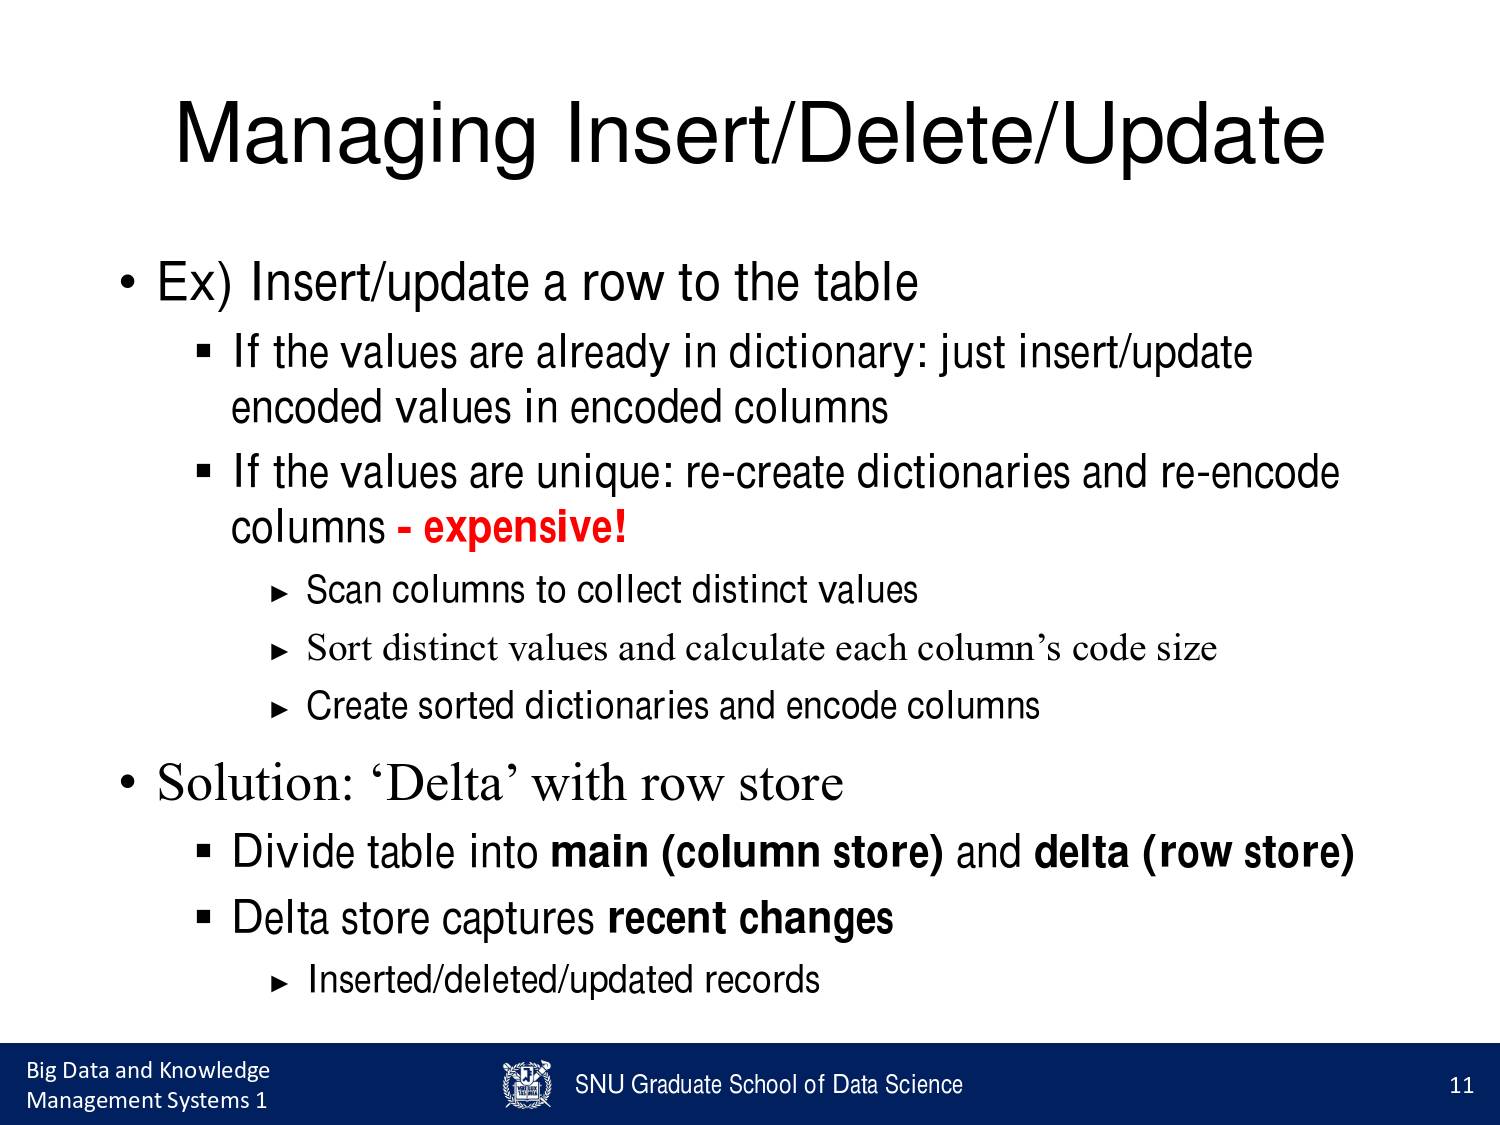 Managing Insert/Delete/Update
• Ex) Insert/update a row to the table
▪ If the values are already in dictionary: just insert/update
encoded values in encoded columns
▪ If the values are unique: re-create dictionaries and re-encode
columns - expensive!
► Scan columns to collect distinct values
► Sort distinct values and calculate each column’s code size
► Create sorted dictionaries and encode columns
• Solution: ‘Delta’ with row store
▪ Divide table into main (column store) and delta (row store)
▪ Delta store captures recent changes
► Inserted/deleted/updated records
Big Data and Knowledge
Management Systems 1
SNU Graduate School of Data Science
11